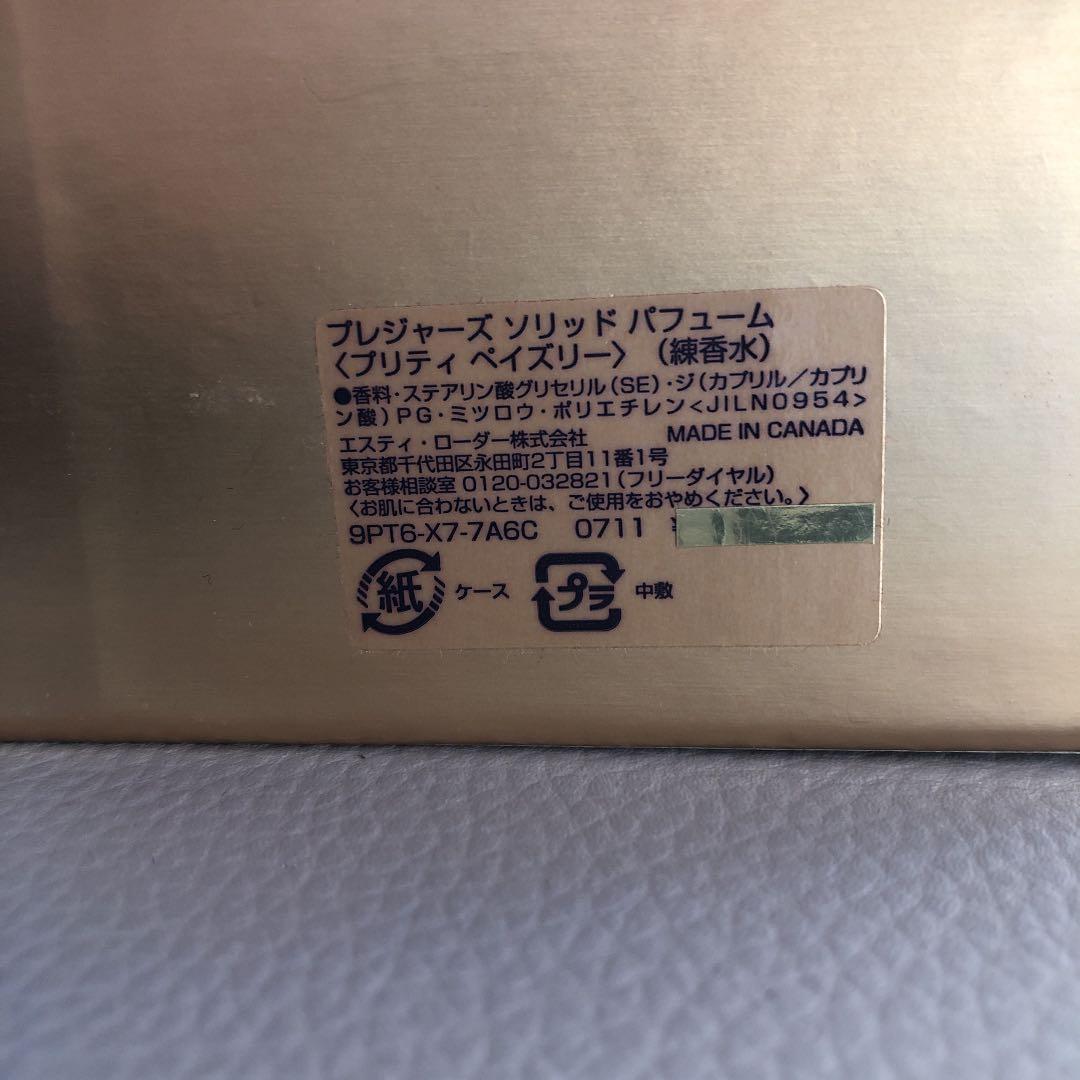 プレジャーズ ソリッド パフューム
〈プリティ ペイズリー〉 (練香水)
●香料・ステアリン酸グリセリル(SE)・ジ(カプリル／カプリ
ン酸)PG・ミツロウ・ポリエチレン<JILN0954>
エスティ・ローダー株式会社 MADE IN CANADA
東京都千代田区永田町2丁目11番1号
お客様相談室 0120-032821(フリーダイヤル)
〈お肌に合わないときは、ご使用をおやめください。〉
9PT6-X7-7A6C 0711
紙 ケース プラ 中敷